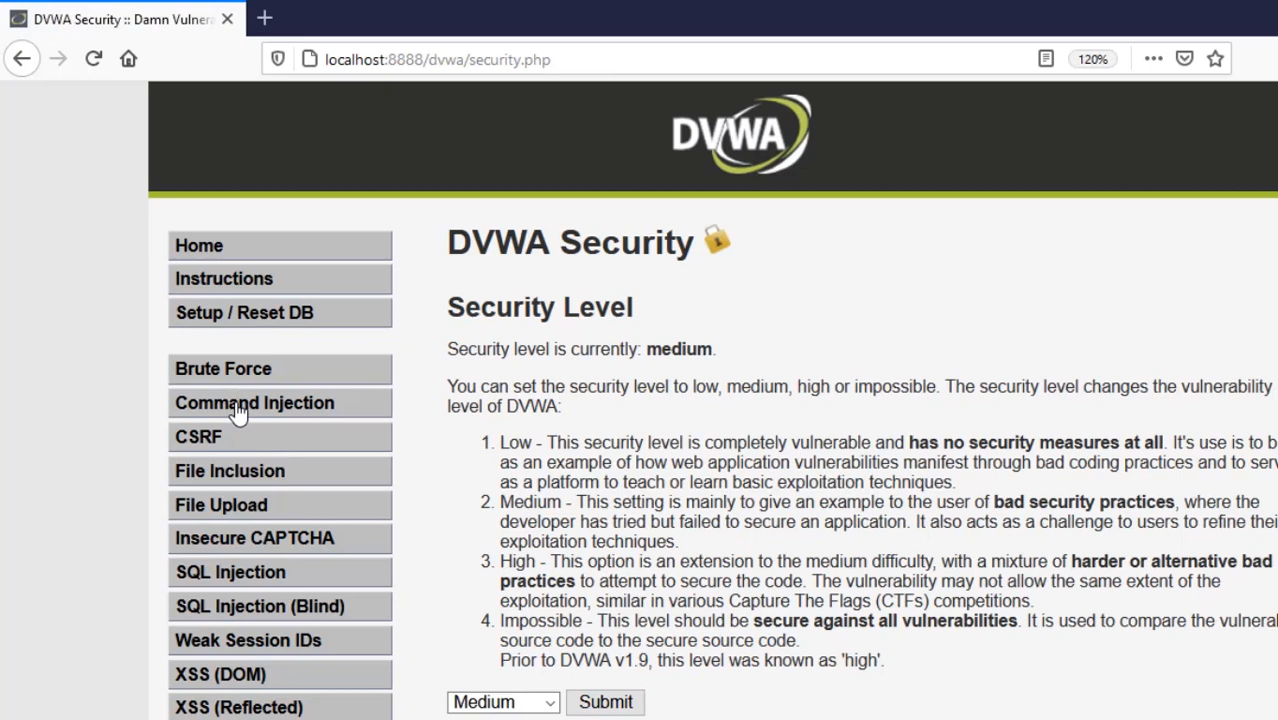 DVWA Security :: Damn Vulnera
localhost:8888/dvwa/security.php
120%
DVWA
Home
Instructions
Setup / Reset DB
Brute Force
Command Injection
CSRF
File Inclusion
File Upload
Insecure CAPTCHA
SQL Injection
SQL Injection (Blind)
Weak Session IDs
XSS (DOM)
XSS (Reflected)
DVWA Security
Security Level
Security level is currently: medium.
You can set the security level to low, medium, high or impossible. The security level changes the vulnerability
level of DVWA:
1. Low - This security level is completely vulnerable and has no security measures at all. It's use is to b
as an example of how web application vulnerabilities manifest through bad coding practices and to serv
as a platform to teach or learn basic exploitation techniques.
2. Medium - This setting is mainly to give an example to the user of bad security practices, where the
developer has tried but failed to secure an application. It also acts as a challenge to users to refine thei
exploitation techniques.
3. High - This option is an extension to the medium difficulty, with a mixture of harder or alternative bad
practices to attempt to secure the code. The vulnerability may not allow the same extent of the
exploitation, similar in various Capture The Flags (CTFs) competitions.
4. Impossible - This level should be secure against all vulnerabilities. It is used to compare the vulnera
source code to the secure source code.
Prior to DVWA v1.9, this level was known as 'high'.
Medium
Submit